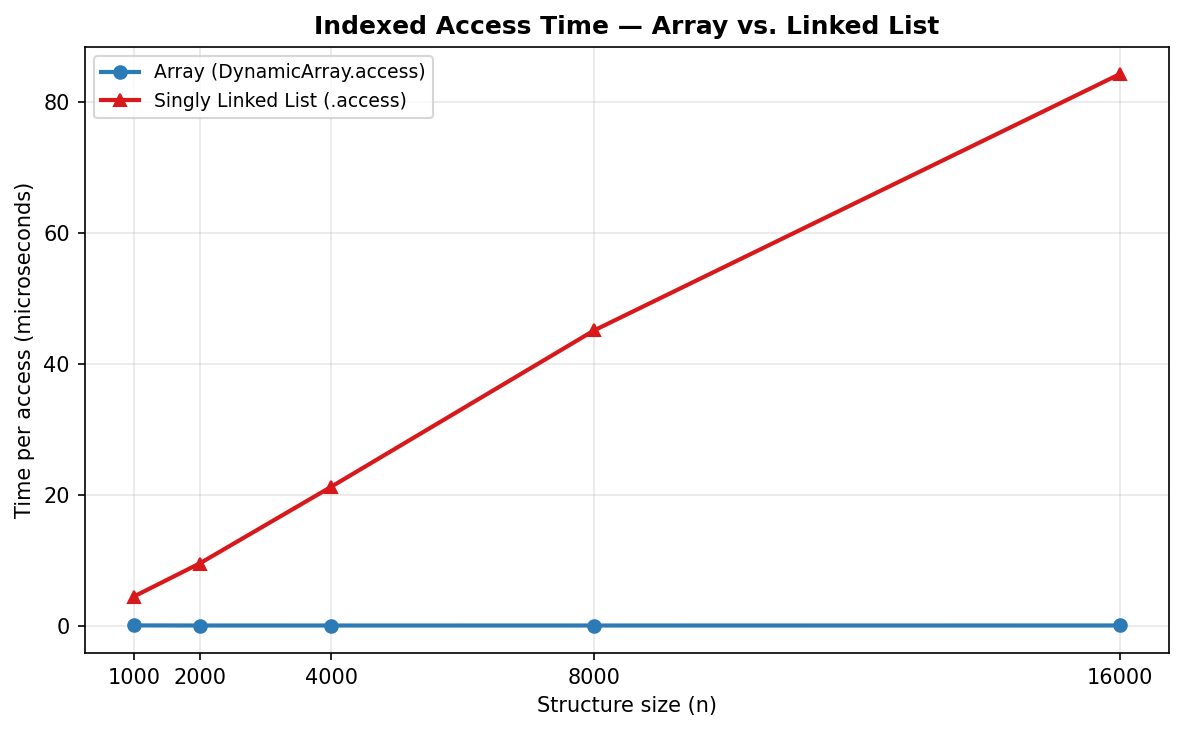 Indexed Access Time — Array vs. Linked List
Array (DynamicArray.access)
Singly Linked List (.access)
Time per access (microseconds)
80
60
40
20
0
1000 2000 4000 8000 16000
Structure size (n)